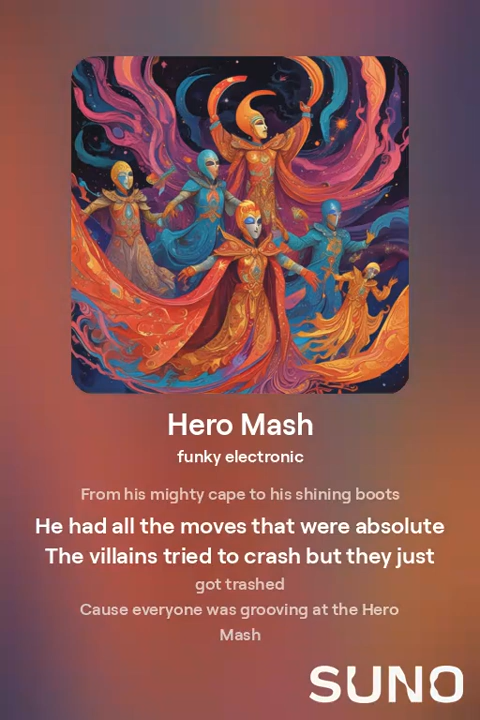 Hero Mash
funky electronic
From his mighty cape to his shining boots
He had all the moves that were absolute
The villains tried to crash but they just
got trashed
Cause everyone was grooving at the Hero
Mash
SUNO